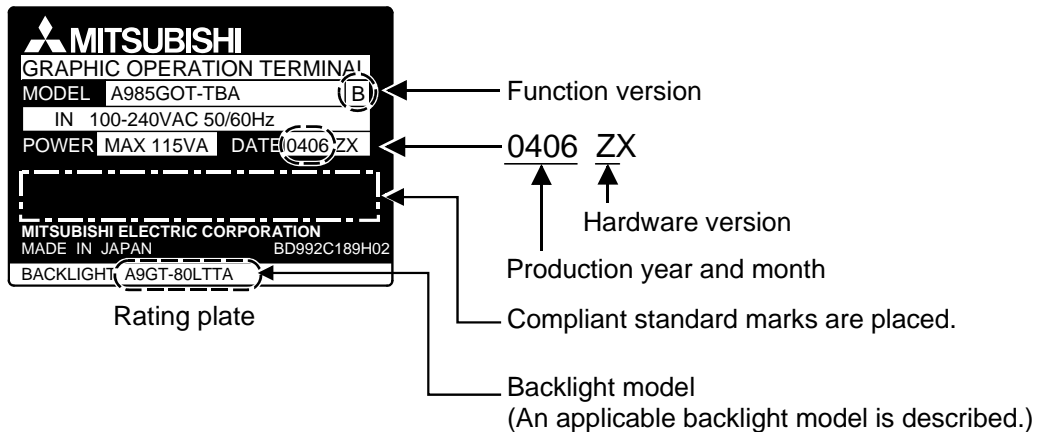 MITSUBISHI
GRAPHIC OPERATION TERMINAL
MODEL A985GOT-TBA B
IN 100-240VAC 50/60Hz
POWER MAX 115VA DATE 0406 ZX
MITSUBISHI ELECTRIC CORPORATION
MADE IN JAPAN BD992C189H02
BACKLIGHT A9GT-80LTTA
Rating plate
Function version
0406 ZX
Hardware version
Production year and month
Compliant standard marks are placed.
Backlight model
(An applicable backlight model is described.)